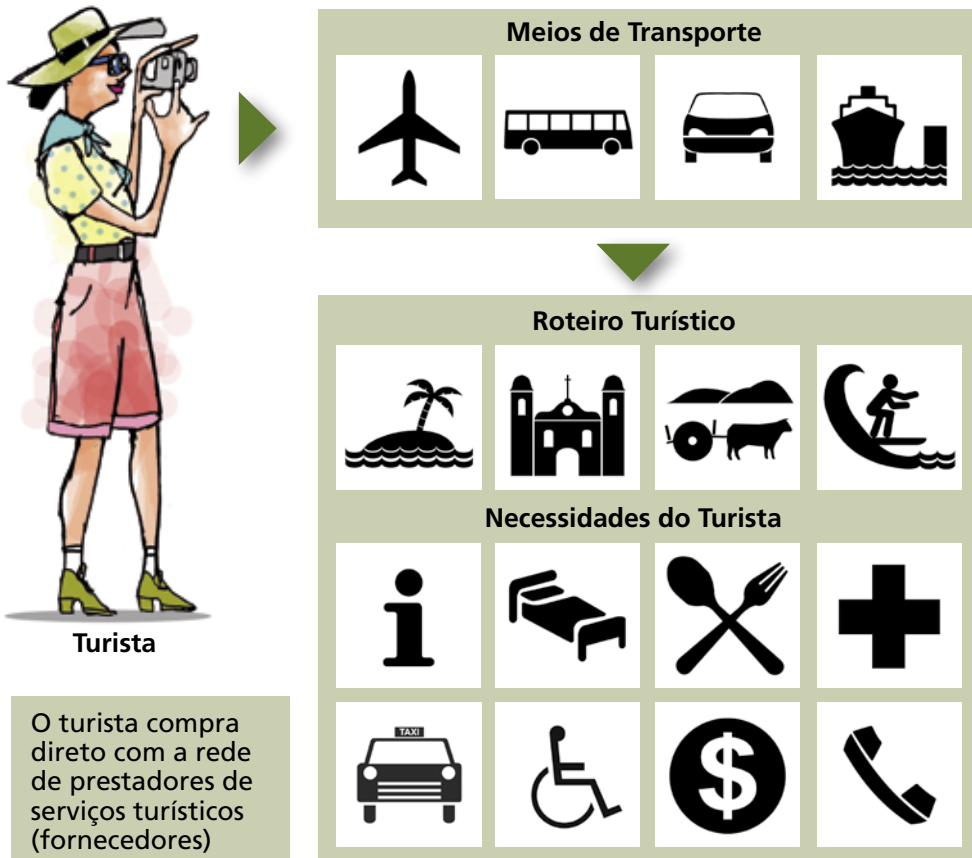 Meios de Transporte
Roteiro Turístico
Necessidades do Turista
TAXI
$
Turista
O turista compra
direto com a rede
de prestadores de
serviços turísticos
(fornecedores)